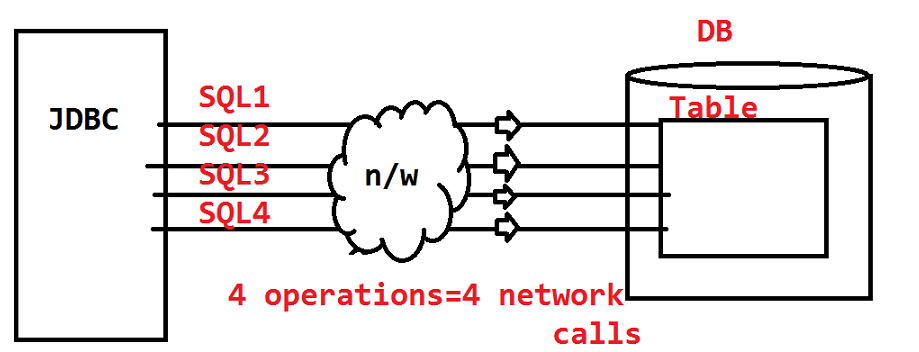 DB
JDBC
SQL1
Table
SQL2
SQL3
n/w
SQL4
4 operations=4 network
calls